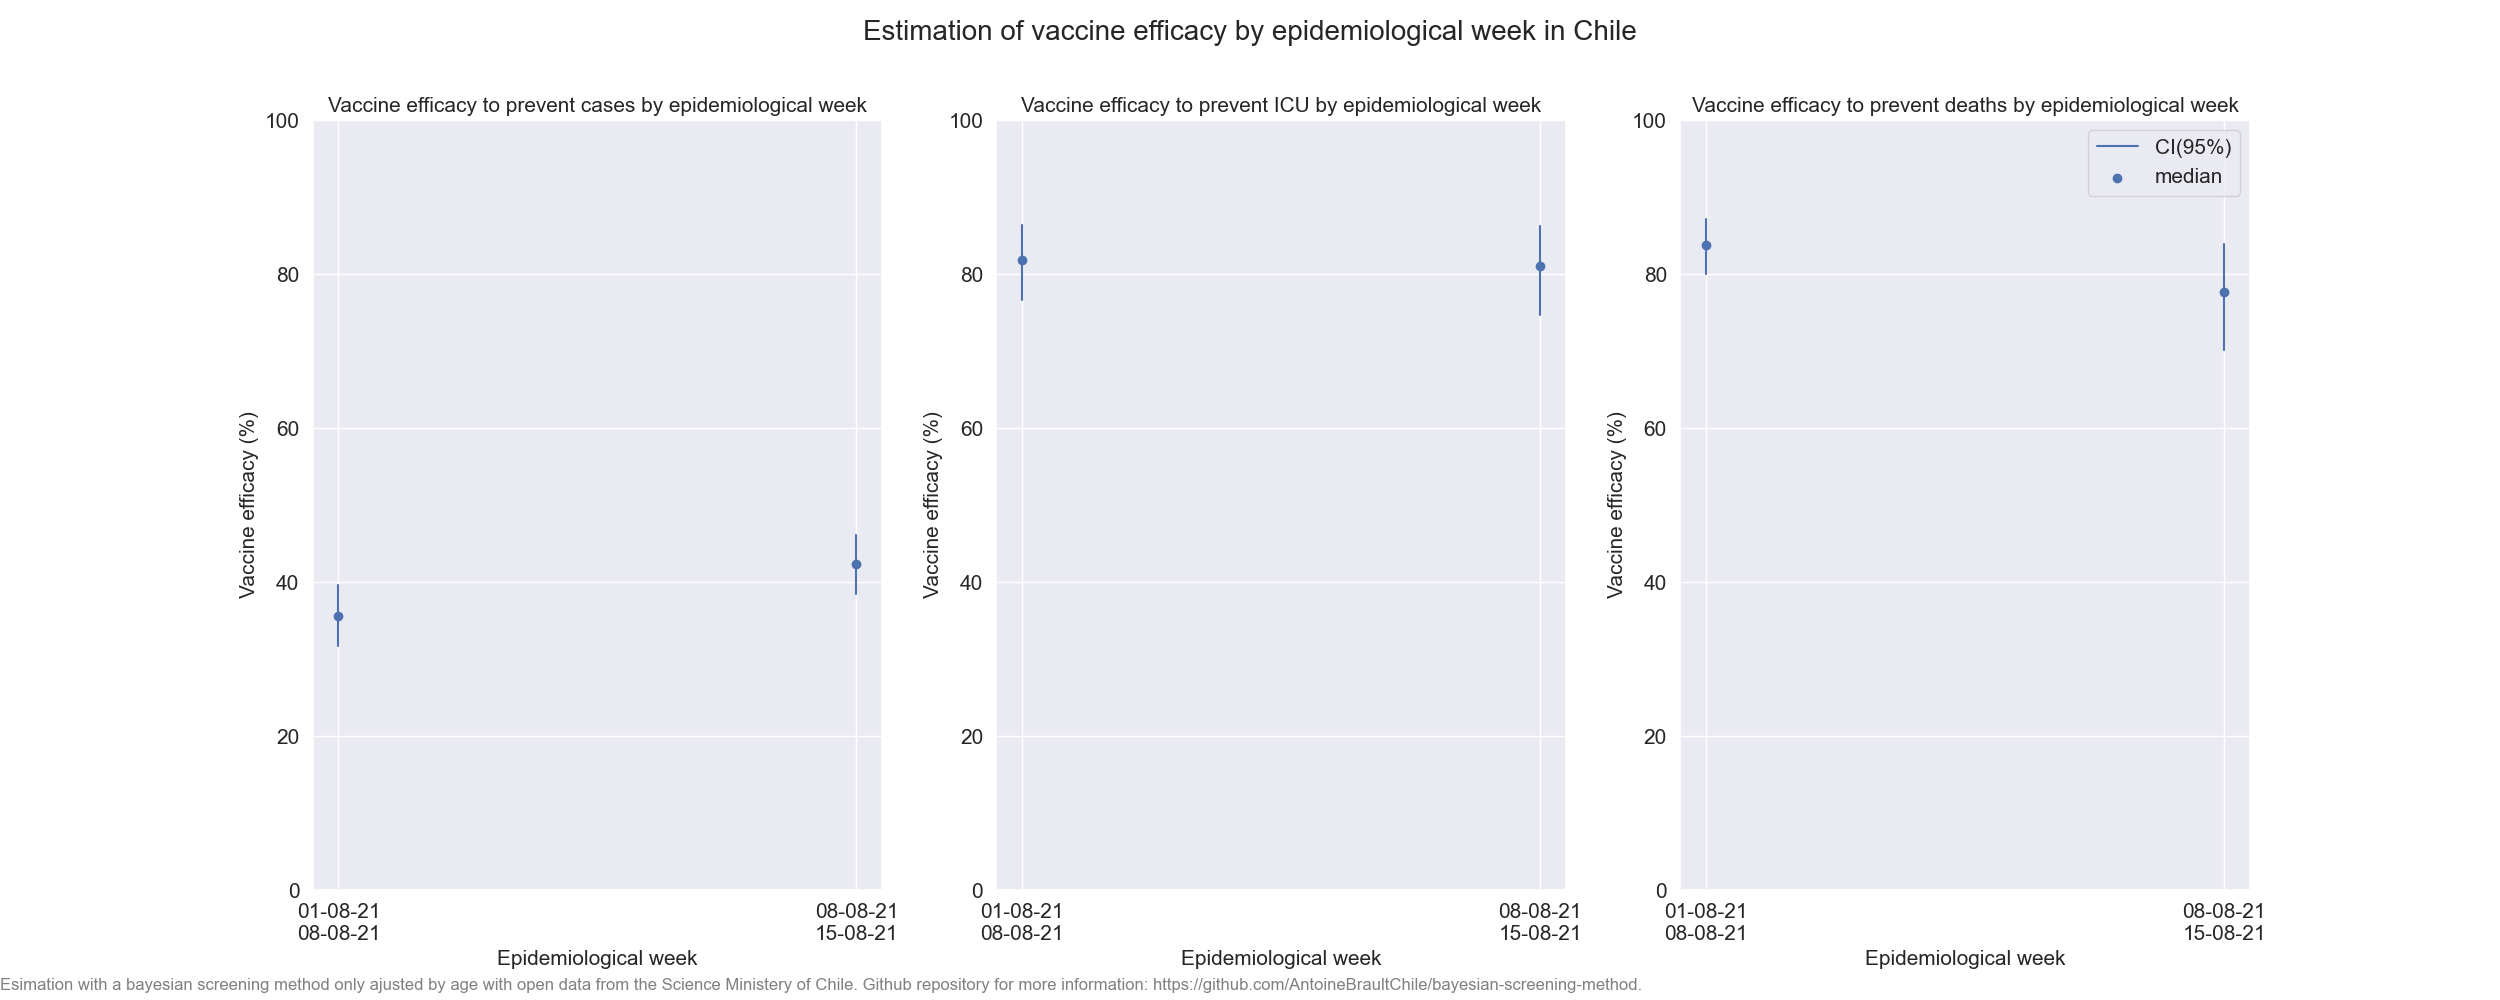 Estimation of vaccine efficacy by epidemiological week in Chile
Vaccine efficacy to prevent cases by epidemiological week
100
80
60
40
20
0
Vaccine efficacy (%)
01-08-21
08-08-21
08-08-21
15-08-21
Epidemiological week
Vaccine efficacy to prevent ICU by epidemiological week
100
80
60
40
20
0
Vaccine efficacy (%)
01-08-21
08-08-21
08-08-21
15-08-21
Epidemiological week
Vaccine efficacy to prevent deaths by epidemiological week
CI(95%)
median
100
80
60
40
20
0
Vaccine efficacy (%)
01-08-21
08-08-21
08-08-21
15-08-21
Epidemiological week
Esimation with a bayesian screening method only ajusted by age with open data from the Science Ministery of Chile. Github repository for more information: https://github.com/AntoineBraultChile/bayesian-screening-method.